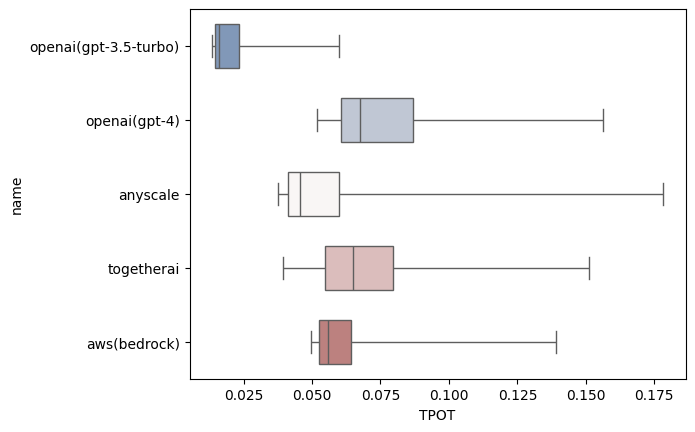 openai(gpt-3.5-turbo)
openai(gpt-4)
anyscale
togetherai
aws(bedrock)
name
0.025 0.050 0.075 0.100 0.125 0.150 0.175
TPOT